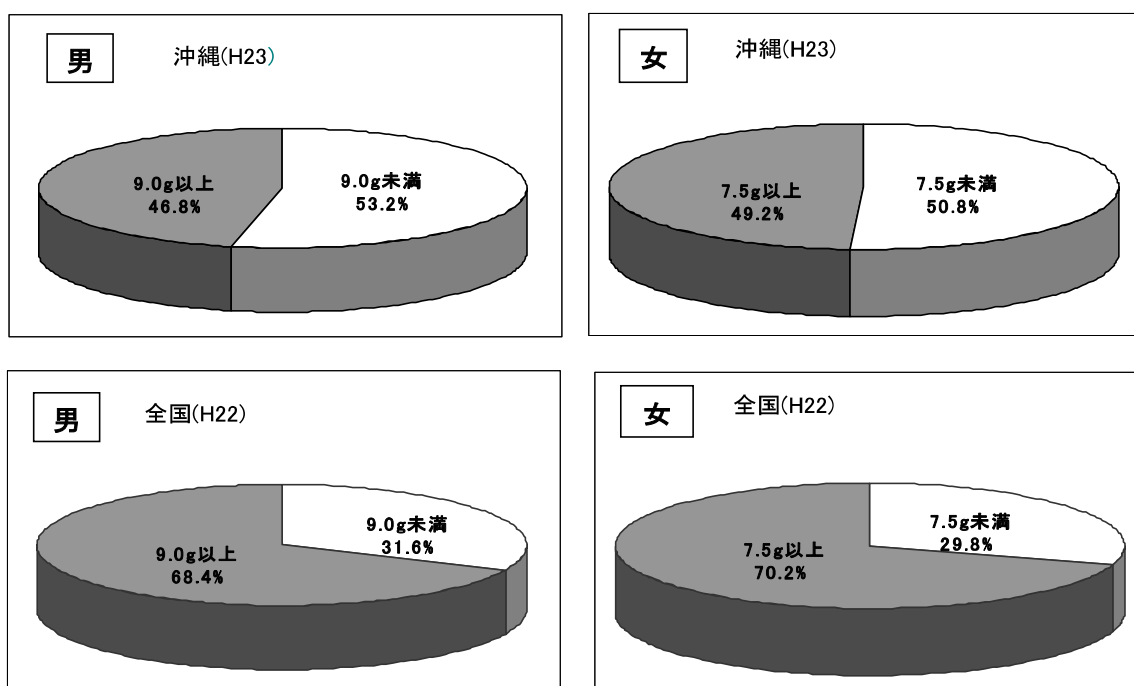 男
沖縄(H23)
9.0g以上
46.8%
9.0g未満
53.2%
女
沖縄(H23)
7.5g以上
49.2%
7.5g未満
50.8%
男
全国(H22)
9.0g以上
68.4%
9.0g未満
31.6%
女
全国(H22)
7.5g以上
70.2%
7.5g未満
29.8%